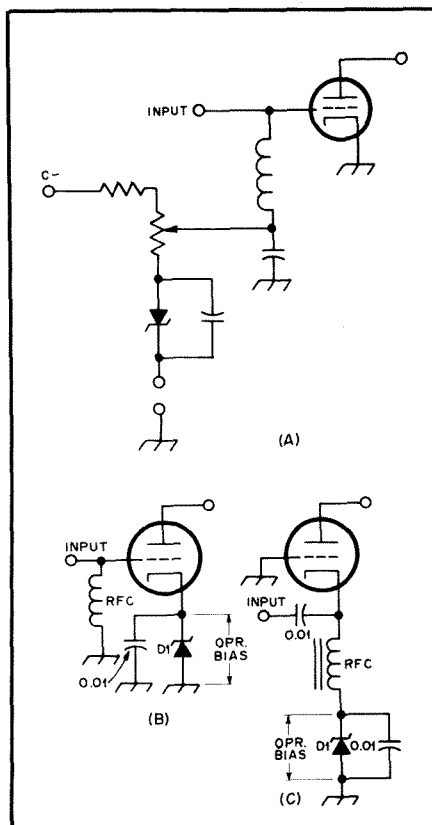 INPUT
C-
(A)
INPUT
RFC
0.01
D1
OPR.
BIAS
(B)
INPUT
0.01
RFC
OPR.
BIAS
D1
0.01
(C)